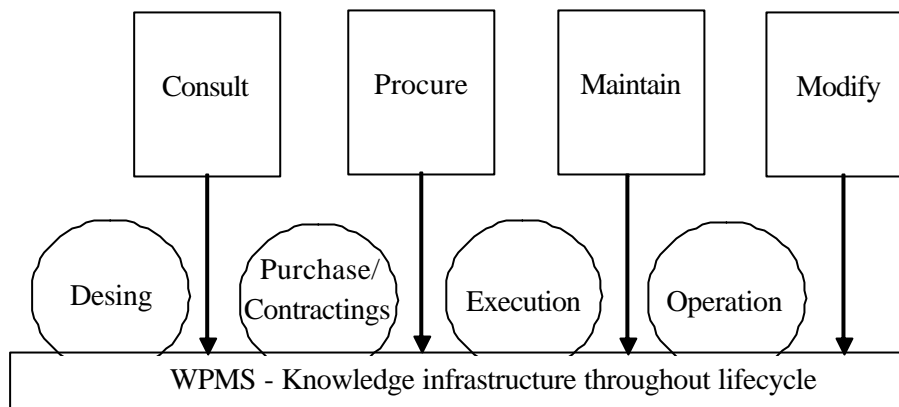 Consult
Procure
Maintain
Modify
Desing
Purchase/
Contractings
Execution
Operation
WPMS - Knowledge infrastructure throughout lifecycle